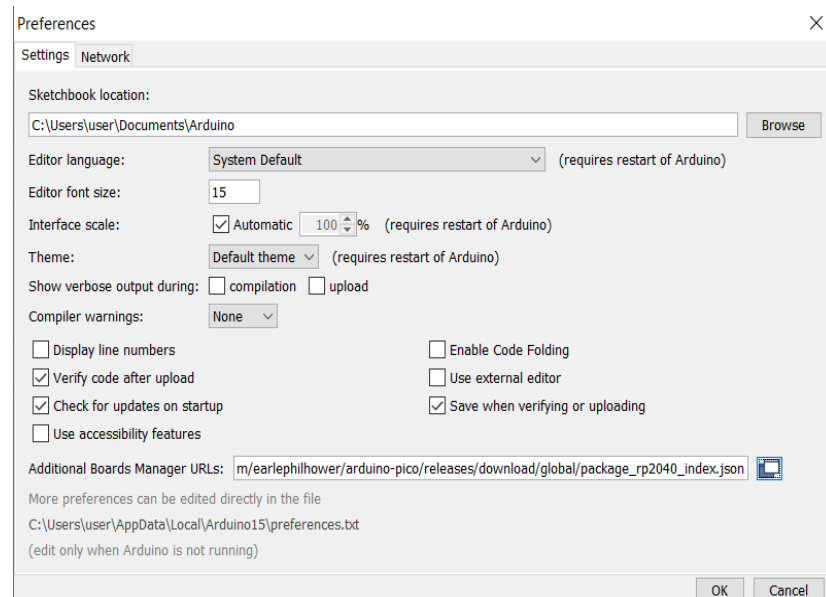 Preferences
Settings Network
Sketchbook location:
C:\Users\user\Documents\Arduino Browse
Editor language: System Default (requires restart of Arduino)
Editor font size: 15
Interface scale: Automatic 100 % (requires restart of Arduino)
Theme: Default theme (requires restart of Arduino)
Show verbose output during: compilation upload
Compiler warnings: None
Display line numbers Enable Code Folding
Verify code after upload Use external editor
Check for updates on startup Save when verifying or uploading
Use accessibility features
Additional Boards Manager URLs: m/earlephilhower/arduino-pico/releases/download/global/package_rp2040_index.json
More preferences can be edited directly in the file
C:\Users\user\AppData\Local\Arduino15\preferences.txt
(edit only when Arduino is not running)
OK Cancel